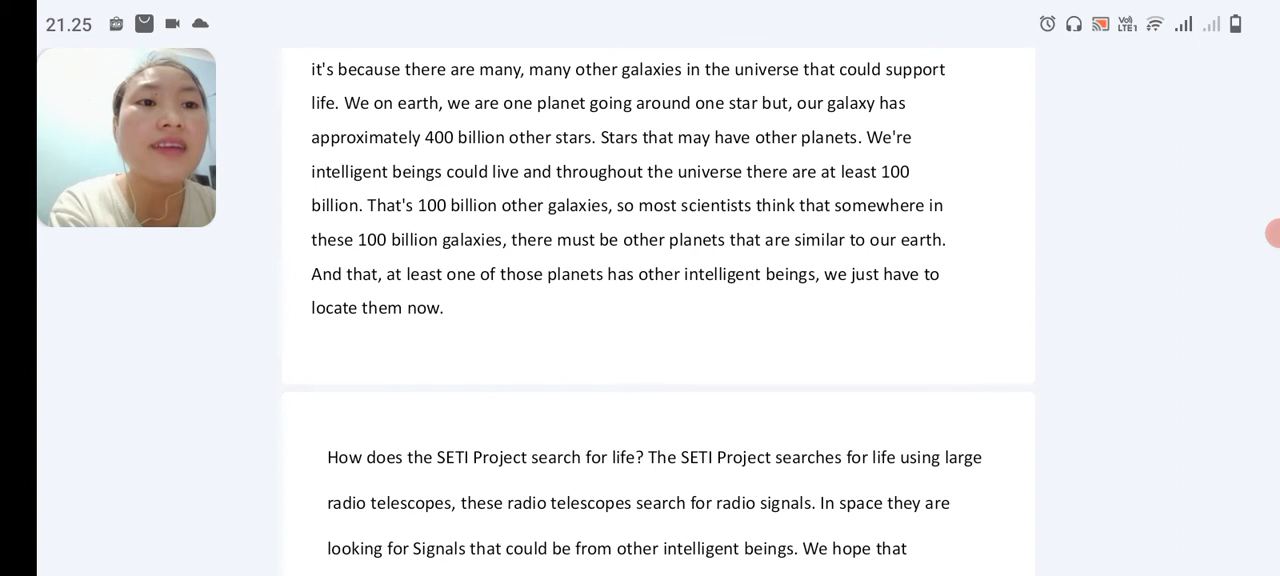 21.25
Vo) LTE1
it's because there are many, many other galaxies in the universe that could support
life. We on earth, we are one planet going around one star but, our galaxy has
approximately 400 billion other stars. Stars that may have other planets. We're
intelligent beings could live and throughout the universe there are at least 100
billion. That's 100 billion other galaxies, so most scientists think that somewhere in
these 100 billion galaxies, there must be other planets that are similar to our earth.
And that, at least one of those planets has other intelligent beings, we just have to
locate them now.
How does the SETI Project search for life? The SETI Project searches for life using large
radio telescopes, these radio telescopes search for radio signals. In space they are
looking for Signals that could be from other intelligent beings. We hope that